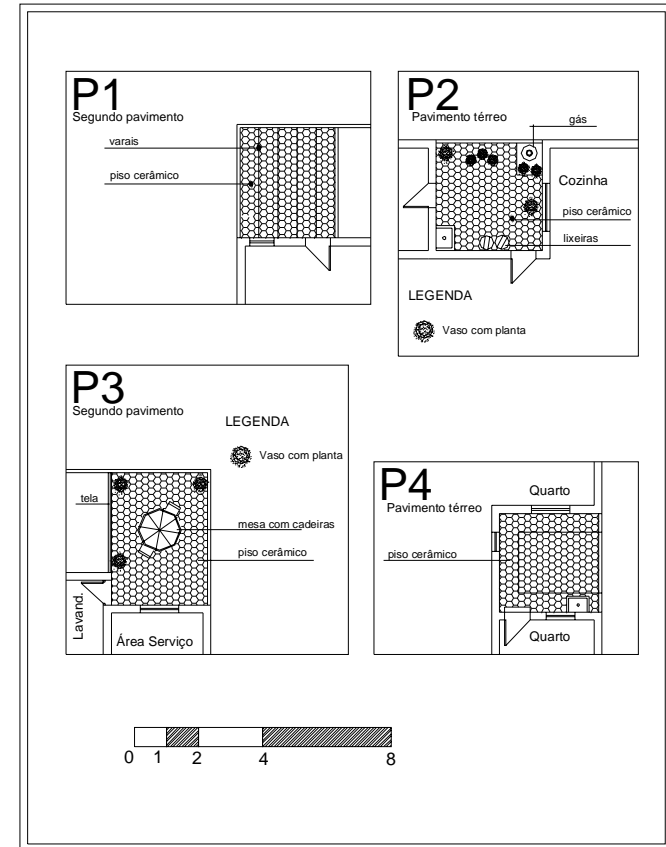 P1
Segundo pavimento
varais
piso cerâmico
P2
Pavimento térreo
gás
Cozinha
piso cerâmico
lixeiras
LEGENDA
Vaso com planta
P3
Segundo pavimento
LEGENDA
Vaso com planta
tela
mesa com cadeiras
piso cerâmico
Lavand.
Área Serviço
P4
Pavimento térreo
Quarto
piso cerâmico
Quarto
0 1 2 4 8